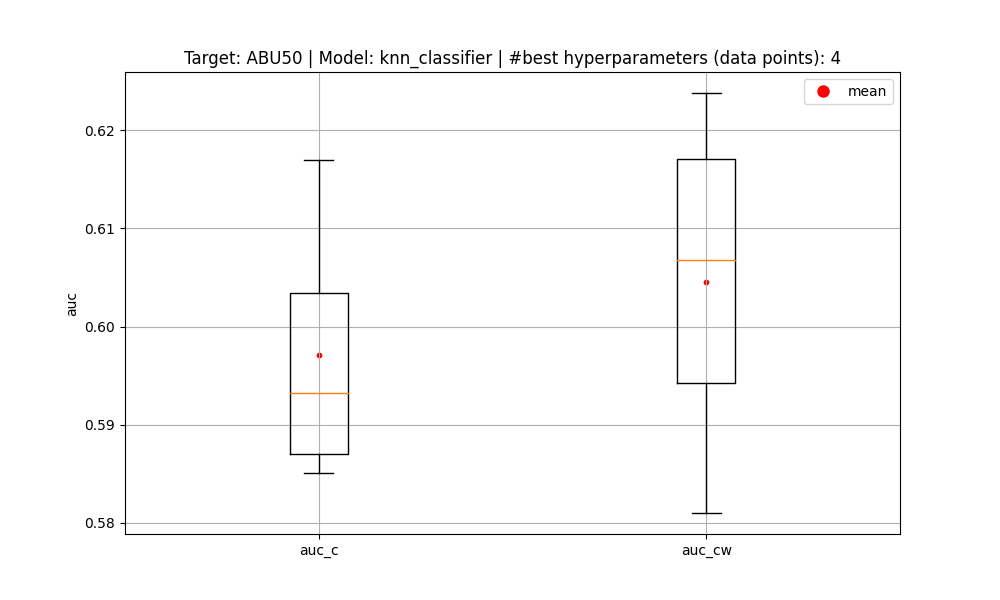 Target: ABU50 | Model: knn_classifier | #best hyperparameters (data points): 4
mean
0.62
0.61
0.60
0.59
0.58
auc
auc_c
auc_cw